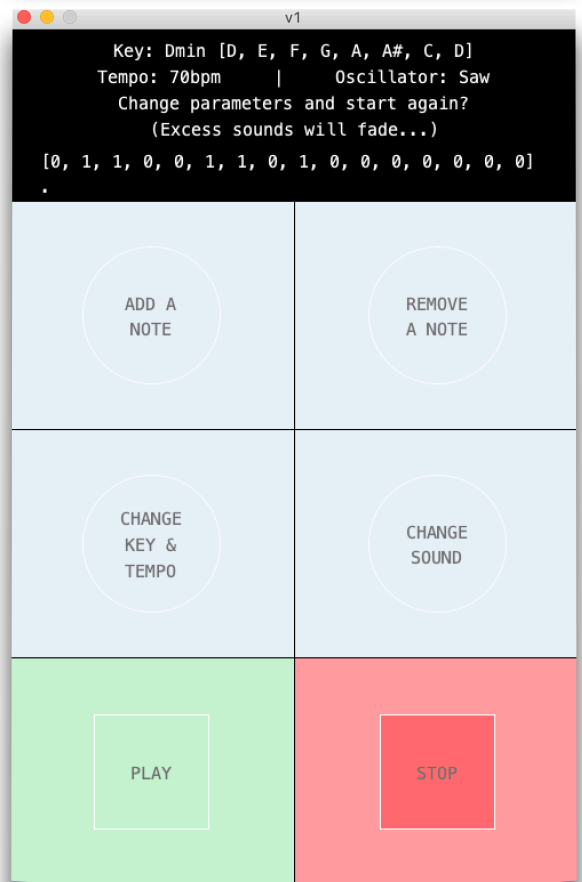 v1
Key: Dmin [D, E, F, G, A, A#, C, D]
Tempo: 70bpm | Oscillator: Saw
Change parameters and start again?
(Excess sounds will fade...)
[0, 1, 1, 0, 0, 1, 1, 0, 1, 0, 0, 0, 0, 0, 0, 0]
.
ADD A
NOTE
REMOVE
A NOTE
CHANGE
KEY &
TEMPO
CHANGE
SOUND
PLAY
STOP